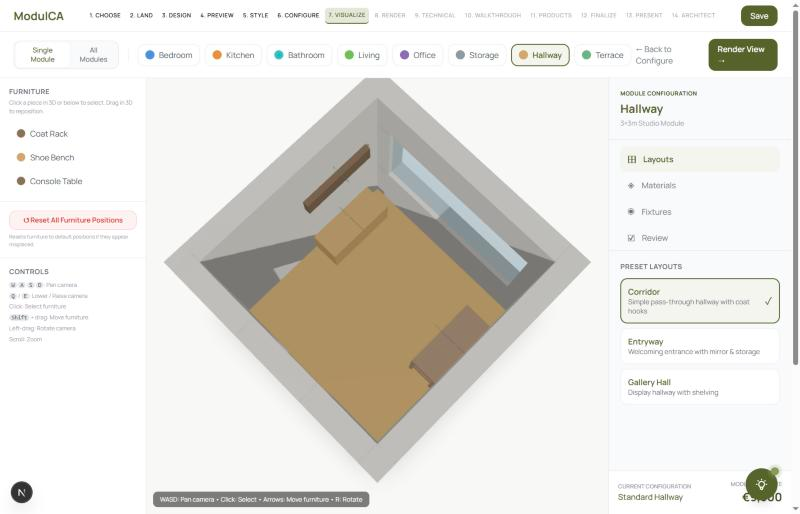 ModulCA
1. CHOOSE 2. LAND 3. DESIGN 4. PREVIEW 5. STYLE 6. CONFIGURE 7. VISUALIZE 8. RENDER 9. TECHNICAL 10. WALKTHROUGH 11. PRODUCTS 12. FINALIZE 13. PRESENT 14. ARCHITECT
Save
Single
Module
All
Modules
Bedroom
Kitchen
Bathroom
Living
Office
Storage
Hallway
Terrace
← Back to
Configure
Render View
→
FURNITURE
Click a piece in 3D or below to select. Drag in 3D
to reposition.
Coat Rack
Shoe Bench
Console Table
↺ Reset All Furniture Positions
Resets furniture to default positions if they appear
misplaced.
CONTROLS
W A S D Pan camera
Q / E: Lower / Raise camera
Click: Select furniture
Shift + drag: Move furniture
Left-drag: Rotate camera
Scroll: Zoom
N
WASD: Pan camera • Click: Select • Arrows: Move furniture • R: Rotate
MODULE CONFIGURATION
Hallway
3×3m Studio Module
Layouts
Materials
Fixtures
Review
PRESET LAYOUTS
Corridor
Simple pass-through hallway with coat
hooks
✓
Entryway
Welcoming entrance with mirror & storage
Gallery Hall
Display hallway with shelving
CURRENT CONFIGURATION
Standard Hallway